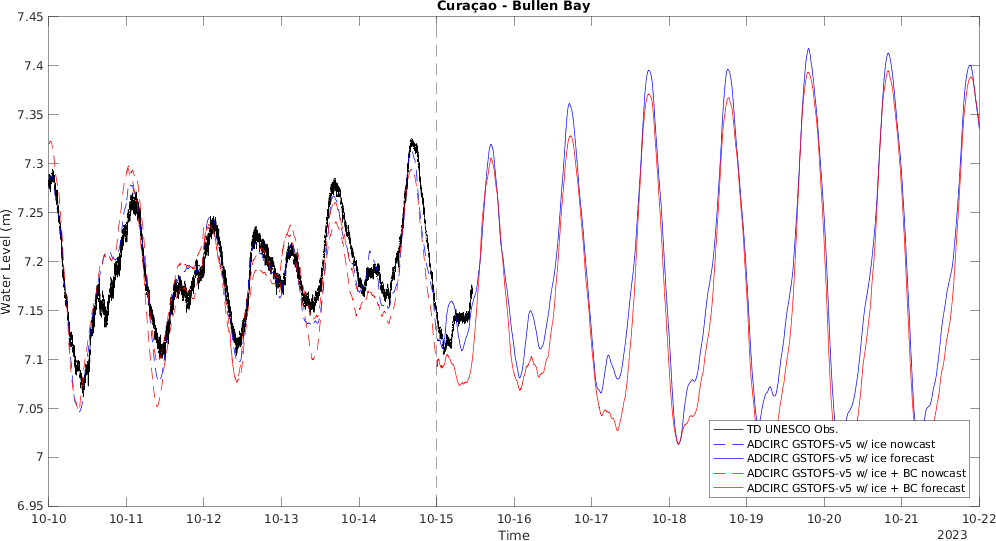 Curaçao - Bullen Bay
Water Level (m)
7.45
7.4
7.35
7.3
7.25
7.2
7.15
7.1
7.05
7
6.95
10-10 10-11 10-12 10-13 10-14 10-15 10-16 10-17 10-18 10-19 10-20 10-21 10-22
Time
2023
TD UNESCO Obs.
ADCIRC GSTOFS-v5 w/ ice nowcast
ADCIRC GSTOFS-v5 w/ ice forecast
ADCIRC GSTOFS-v5 w/ ice + BC nowcast
ADCIRC GSTOFS-v5 w/ ice + BC forecast